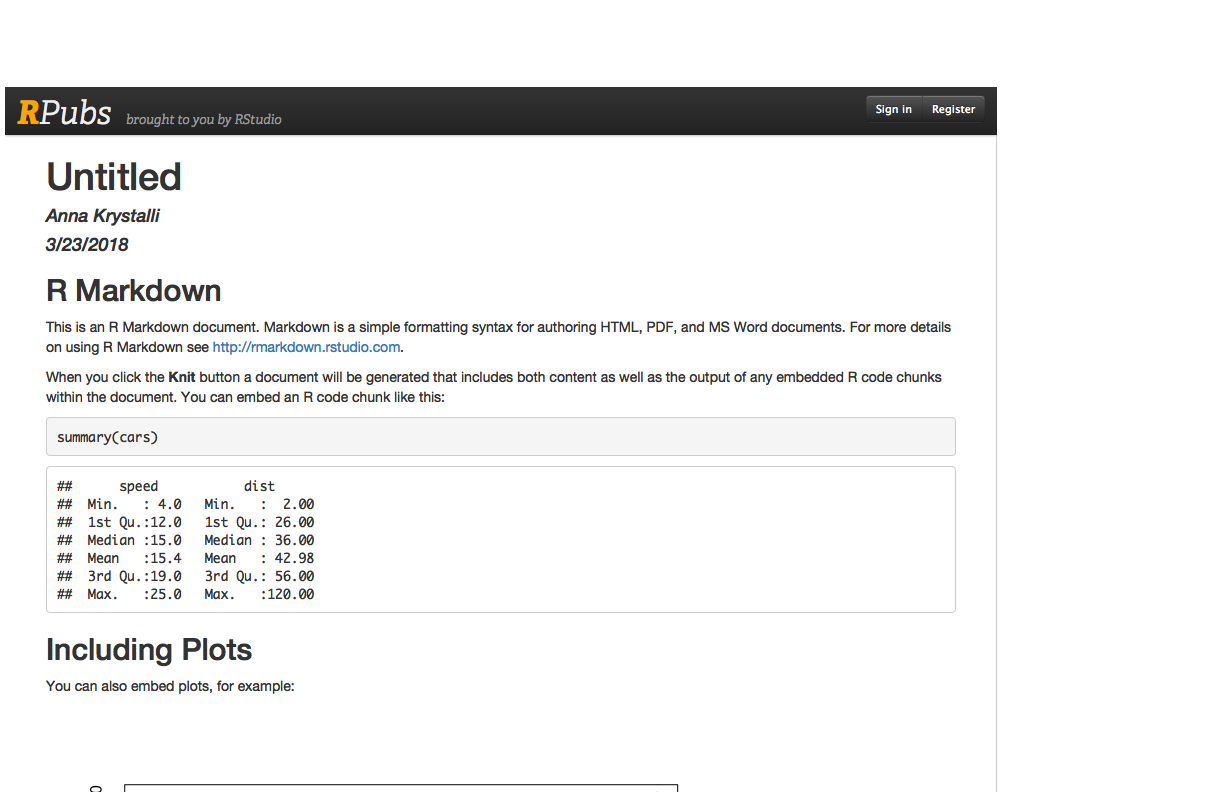 RPubs brought to you by RStudio Sign in Register
Untitled
Anna Krystalli
3/23/2018
R Markdown
This is an R Markdown document. Markdown is a simple formatting syntax for authoring HTML, PDF, and MS Word documents. For more details
on using R Markdown see http://rmarkdown.rstudio.com.
When you click the Knit button a document will be generated that includes both content as well as the output of any embedded R code chunks
within the document. You can embed an R code chunk like this:
summary(cars)
##      speed           dist
##  Min.   : 4.0   Min.   :  2.00
##  1st Qu.:12.0   1st Qu.: 26.00
##  Median :15.0   Median : 36.00
##  Mean   :15.4   Mean   : 42.98
##  3rd Qu.:19.0   3rd Qu.: 56.00
##  Max.   :25.0   Max.   :120.00
Including Plots
You can also embed plots, for example: